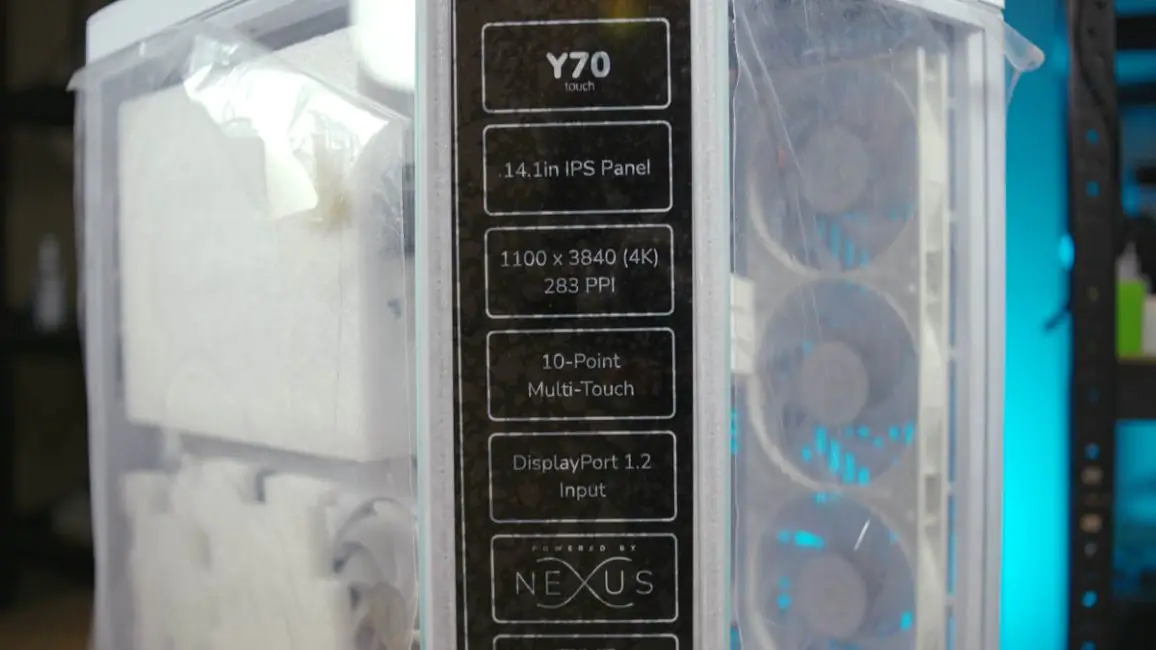 Y70
touch
14.1in IPS Panel
1100 x 3840 (4K)
283 PPI
10-Point
Multi-Touch
DisplayPort 1.2
Input
POWERED BY
NEXUS